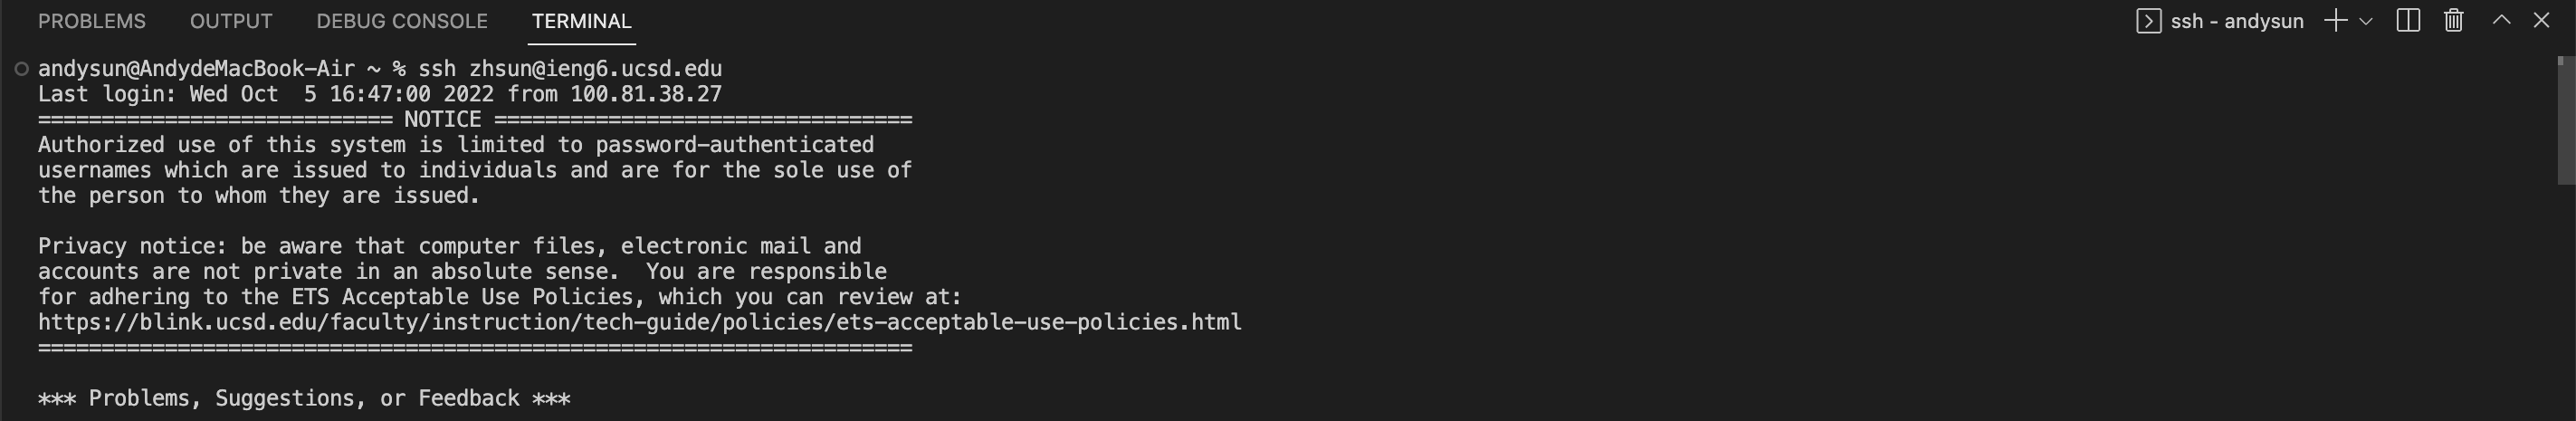 PROBLEMS OUTPUT DEBUG CONSOLE TERMINAL ssh - andysun
andysun@AndydeMacBook-Air ~ % ssh zhsun@ieng6.ucsd.edu
Last login: Wed Oct  5 16:47:00 2022 from 100.81.38.27
============================ NOTICE =================================
Authorized use of this system is limited to password-authenticated
usernames which are issued to individuals and are for the sole use of
the person to whom they are issued.

Privacy notice: be aware that computer files, electronic mail and
accounts are not private in an absolute sense.  You are responsible
for adhering to the ETS Acceptable Use Policies, which you can review at:
https://blink.ucsd.edu/faculty/instruction/tech-guide/policies/ets-acceptable-use-policies.html
=====================================================================

*** Problems, Suggestions, or Feedback ***